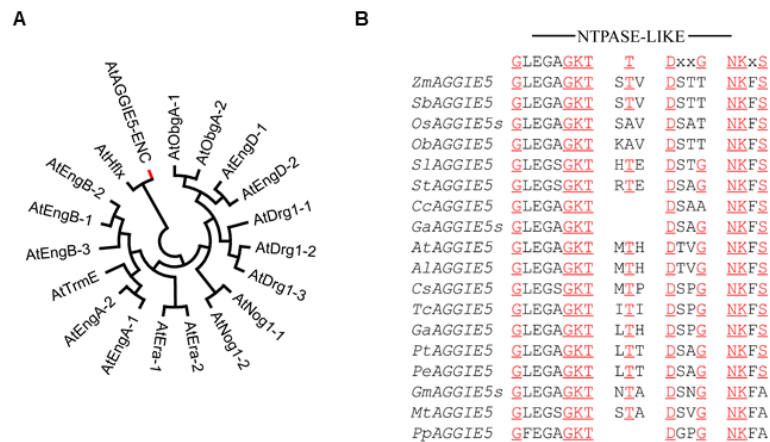 A
AtAGGIE5-ENC
AtObgA-1
AtObgA-2
AtEngD-1
AtEngD-2
AtDrg1-1
AtDrg1-2
AtDrg1-3
AtNog1-1
AtNog1-2
AtEra-2
AtEra-1
AtEngA-1
AtEngA-2
AtTrmE
AtEngB-3
AtEngB-1
AtEngB-2
AtHflx
B
NTPASE-LIKE
GLEGAGKT T DxxG NKxS
ZmAGGIE5 GLEGSGKT STV DSTT NKFS
SbAGGIE5 GLEGSGKT STV DSTT NKFS
OsAGGIE5s GLEGSGKT SAV DSAT NKFS
ObAGGIE5 GLEGAGKT KAV DSTT NKFS
SlAGGIE5 GLEGSGKT HTE DSTG NKFS
StAGGIE5 GLEGSGKT RTE DSAG NKFS
CcAGGIE5 GLEGAGKT DSAA NKFS
GaAGGIE5s GLEGAGKT DSAG NKFS
AtAGGIE5 GLEGAGKT MTH DTVG NKFS
AlAGGIE5 GLEGAGKT MTH DTVG NKFS
CsAGGIE5 GLEGSGKT MTP DSPG NKFS
TcAGGIE5 GLEGAGKT ITI DSPG NKFS
GaAGGIE5 GLEGAGKT LTH DSPG NKFS
PtAGGIE5 GLEGAGKT LTT DSAG NKFS
PeAGGIE5 GLEGAGKT LTT DSAG NKFS
GmAGGIE5s GLEGAGKT NTA DSNG NKFA
MtAGGIE5 GLEGSGKT STA DSVG NKFA
PpAGGIE5 GFEGAGKT DGPG NKFA